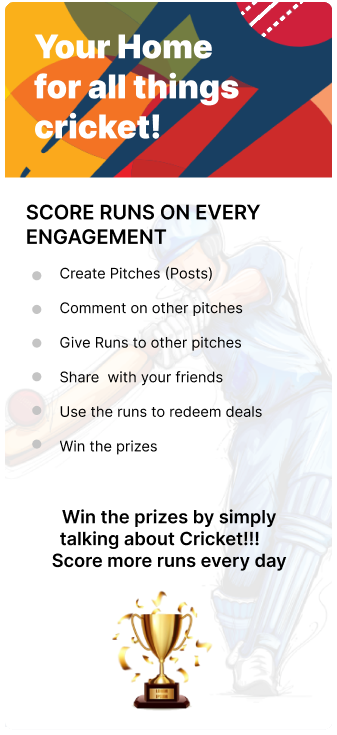 Your Home
for all things
cricket!
SCORE RUNS ON EVERY
ENGAGEMENT
Create Pitches (Posts)
Comment on other pitches
Give Runs to other pitches
Share  with your friends
Use the runs to redeem deals
Win the prizes
Win the prizes by simply
talking about Cricket!!!
Score more runs every day